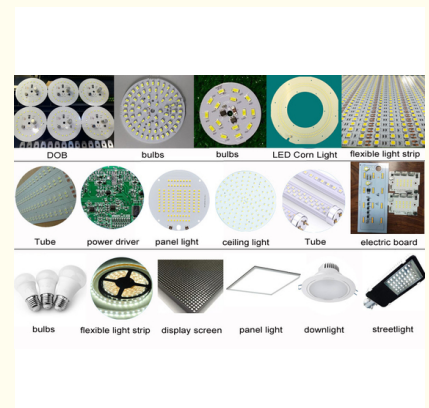 DOB bulbs bulbs LED Corn Light flexible light strip
Tube power driver panel light ceiling light Tube electric board
bulbs flexible light strip display screen panel light downlight streetlight